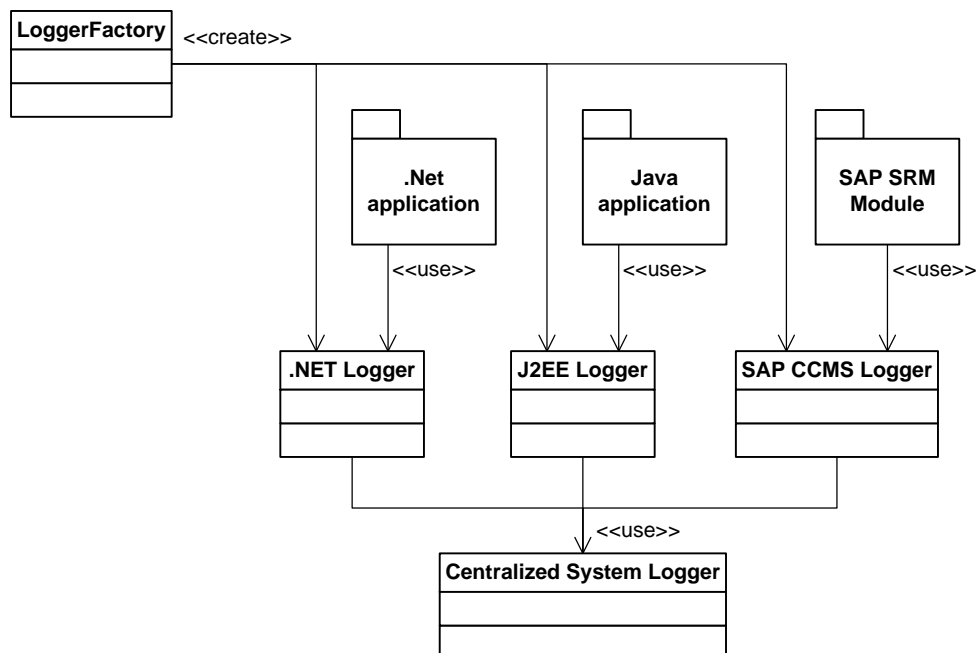 LoggerFactory
<<create>>
.Net
application
Java
application
SAP SRM
Module
<<use>>
<<use>>
<<use>>
.NET Logger
J2EE Logger
SAP CCMS Logger
<<use>>
Centralized System Logger